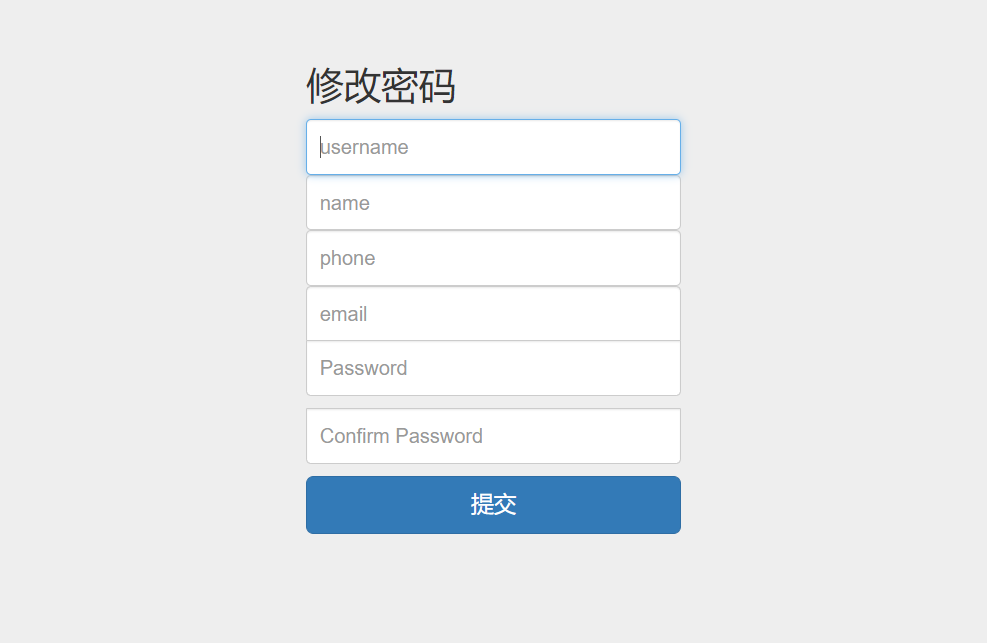 修改密码
username
name
phone
email
Password
Confirm Password
提交